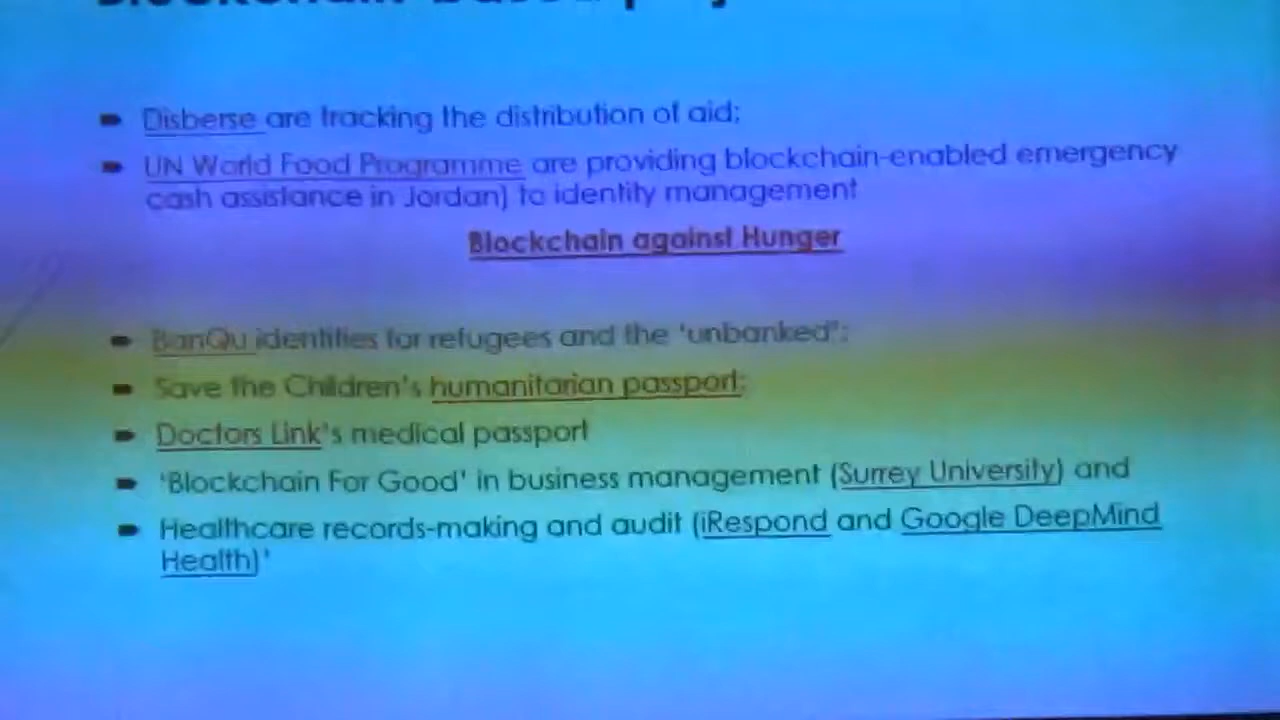 Disberse are tracking the distribution of aid;
UN World Food Programme are providing blockchain-enabled emergency
cash assistance in Jordan) to identity management
Blockchain against Hunger
BanQu identities for refugees and the 'unbanked';
Save the Children's humanitarian passport;
Doctors Link's medical passport
'Blockchain For Good' in business management (Surrey University) and
Healthcare records-making and audit (iRespond and Google DeepMind
Health)'